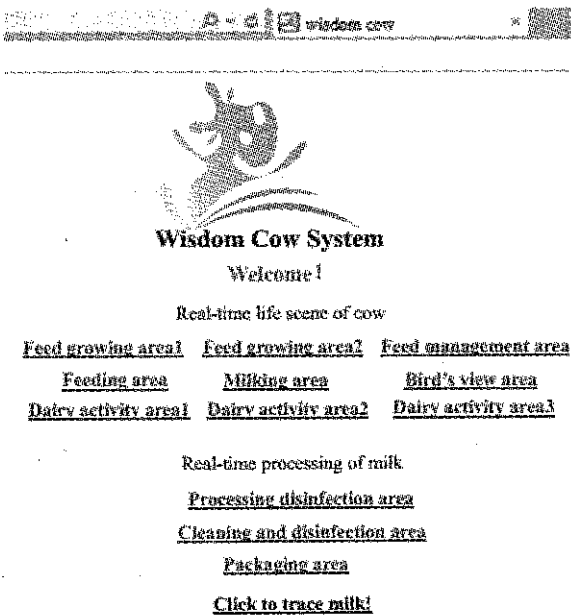 wisdom cow
Wisdom Cow System
Welcome!
Real-time life scene of cow
Feed growing area1 Feed growing area2 Feed management area
Feeding area Milking area Bird's view area
Dairy activity area1 Dairy activity area2 Dairy activity area3
Real-time processing of milk
Processing disinfection area
Cleaning and disinfection area
Packaging area
Click to trace milk!